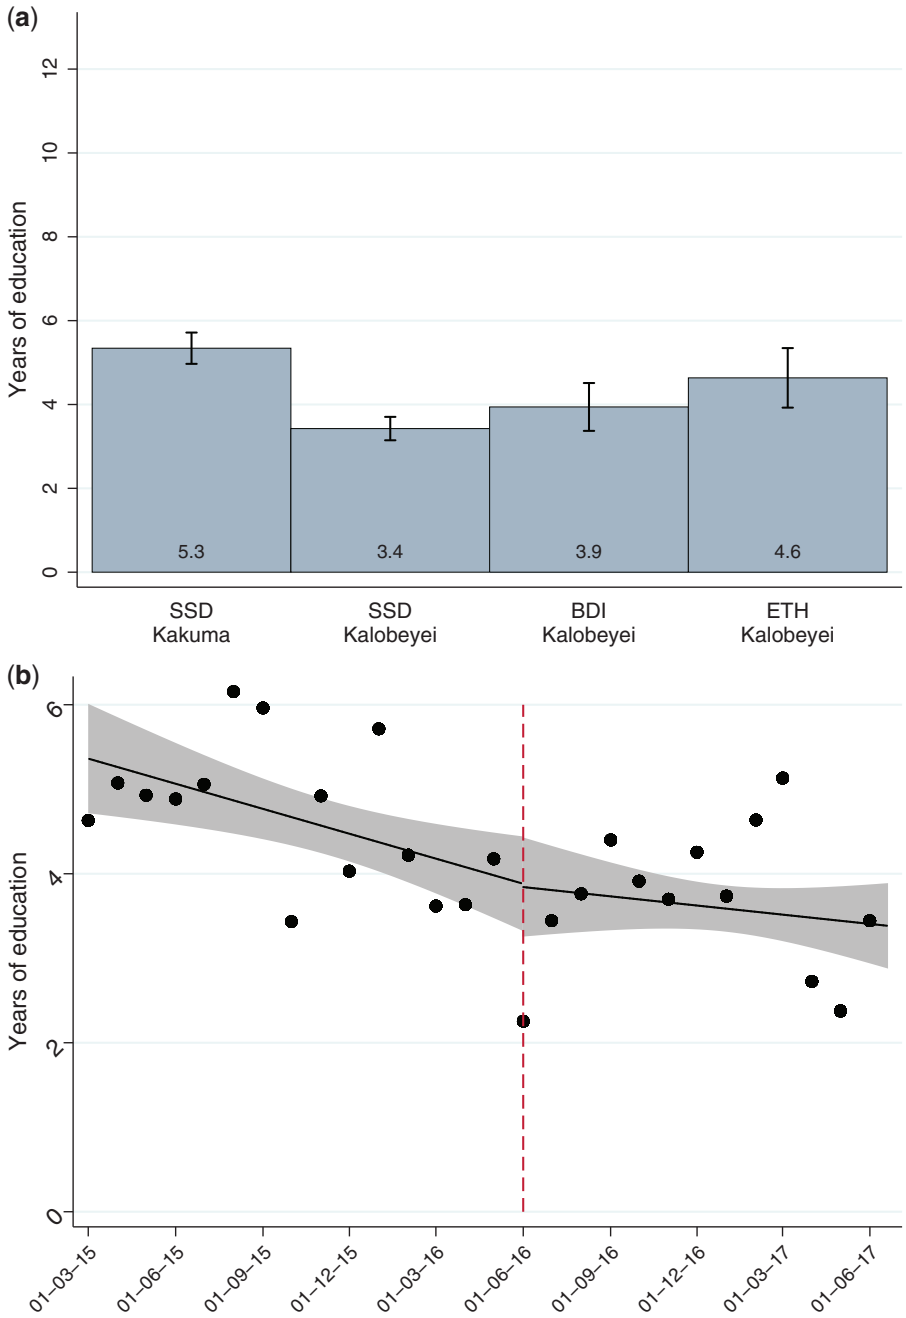 (a)
Years of education
12
10
8
6
4
2
0
5.3 3.4 3.9 4.6
SSD SSD BDI ETH
Kakuma Kalobeyei Kalobeyei Kalobeyei
(b)
Years of education
6
4
2
0
01–03–15 01–06–15 01–09–15 01–12–15 01–03–16 01–06–16 01–09–16 01–12–16 01–03–17 01–06–17